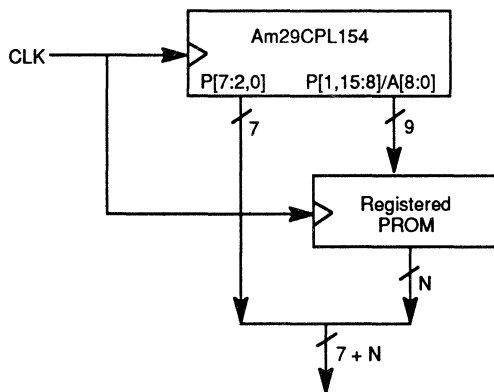 Am29CPL154
CLK
P[7:2,0] P[1,15:8]/A[8:0]
7
9
Registered
PROM
N
7 + N